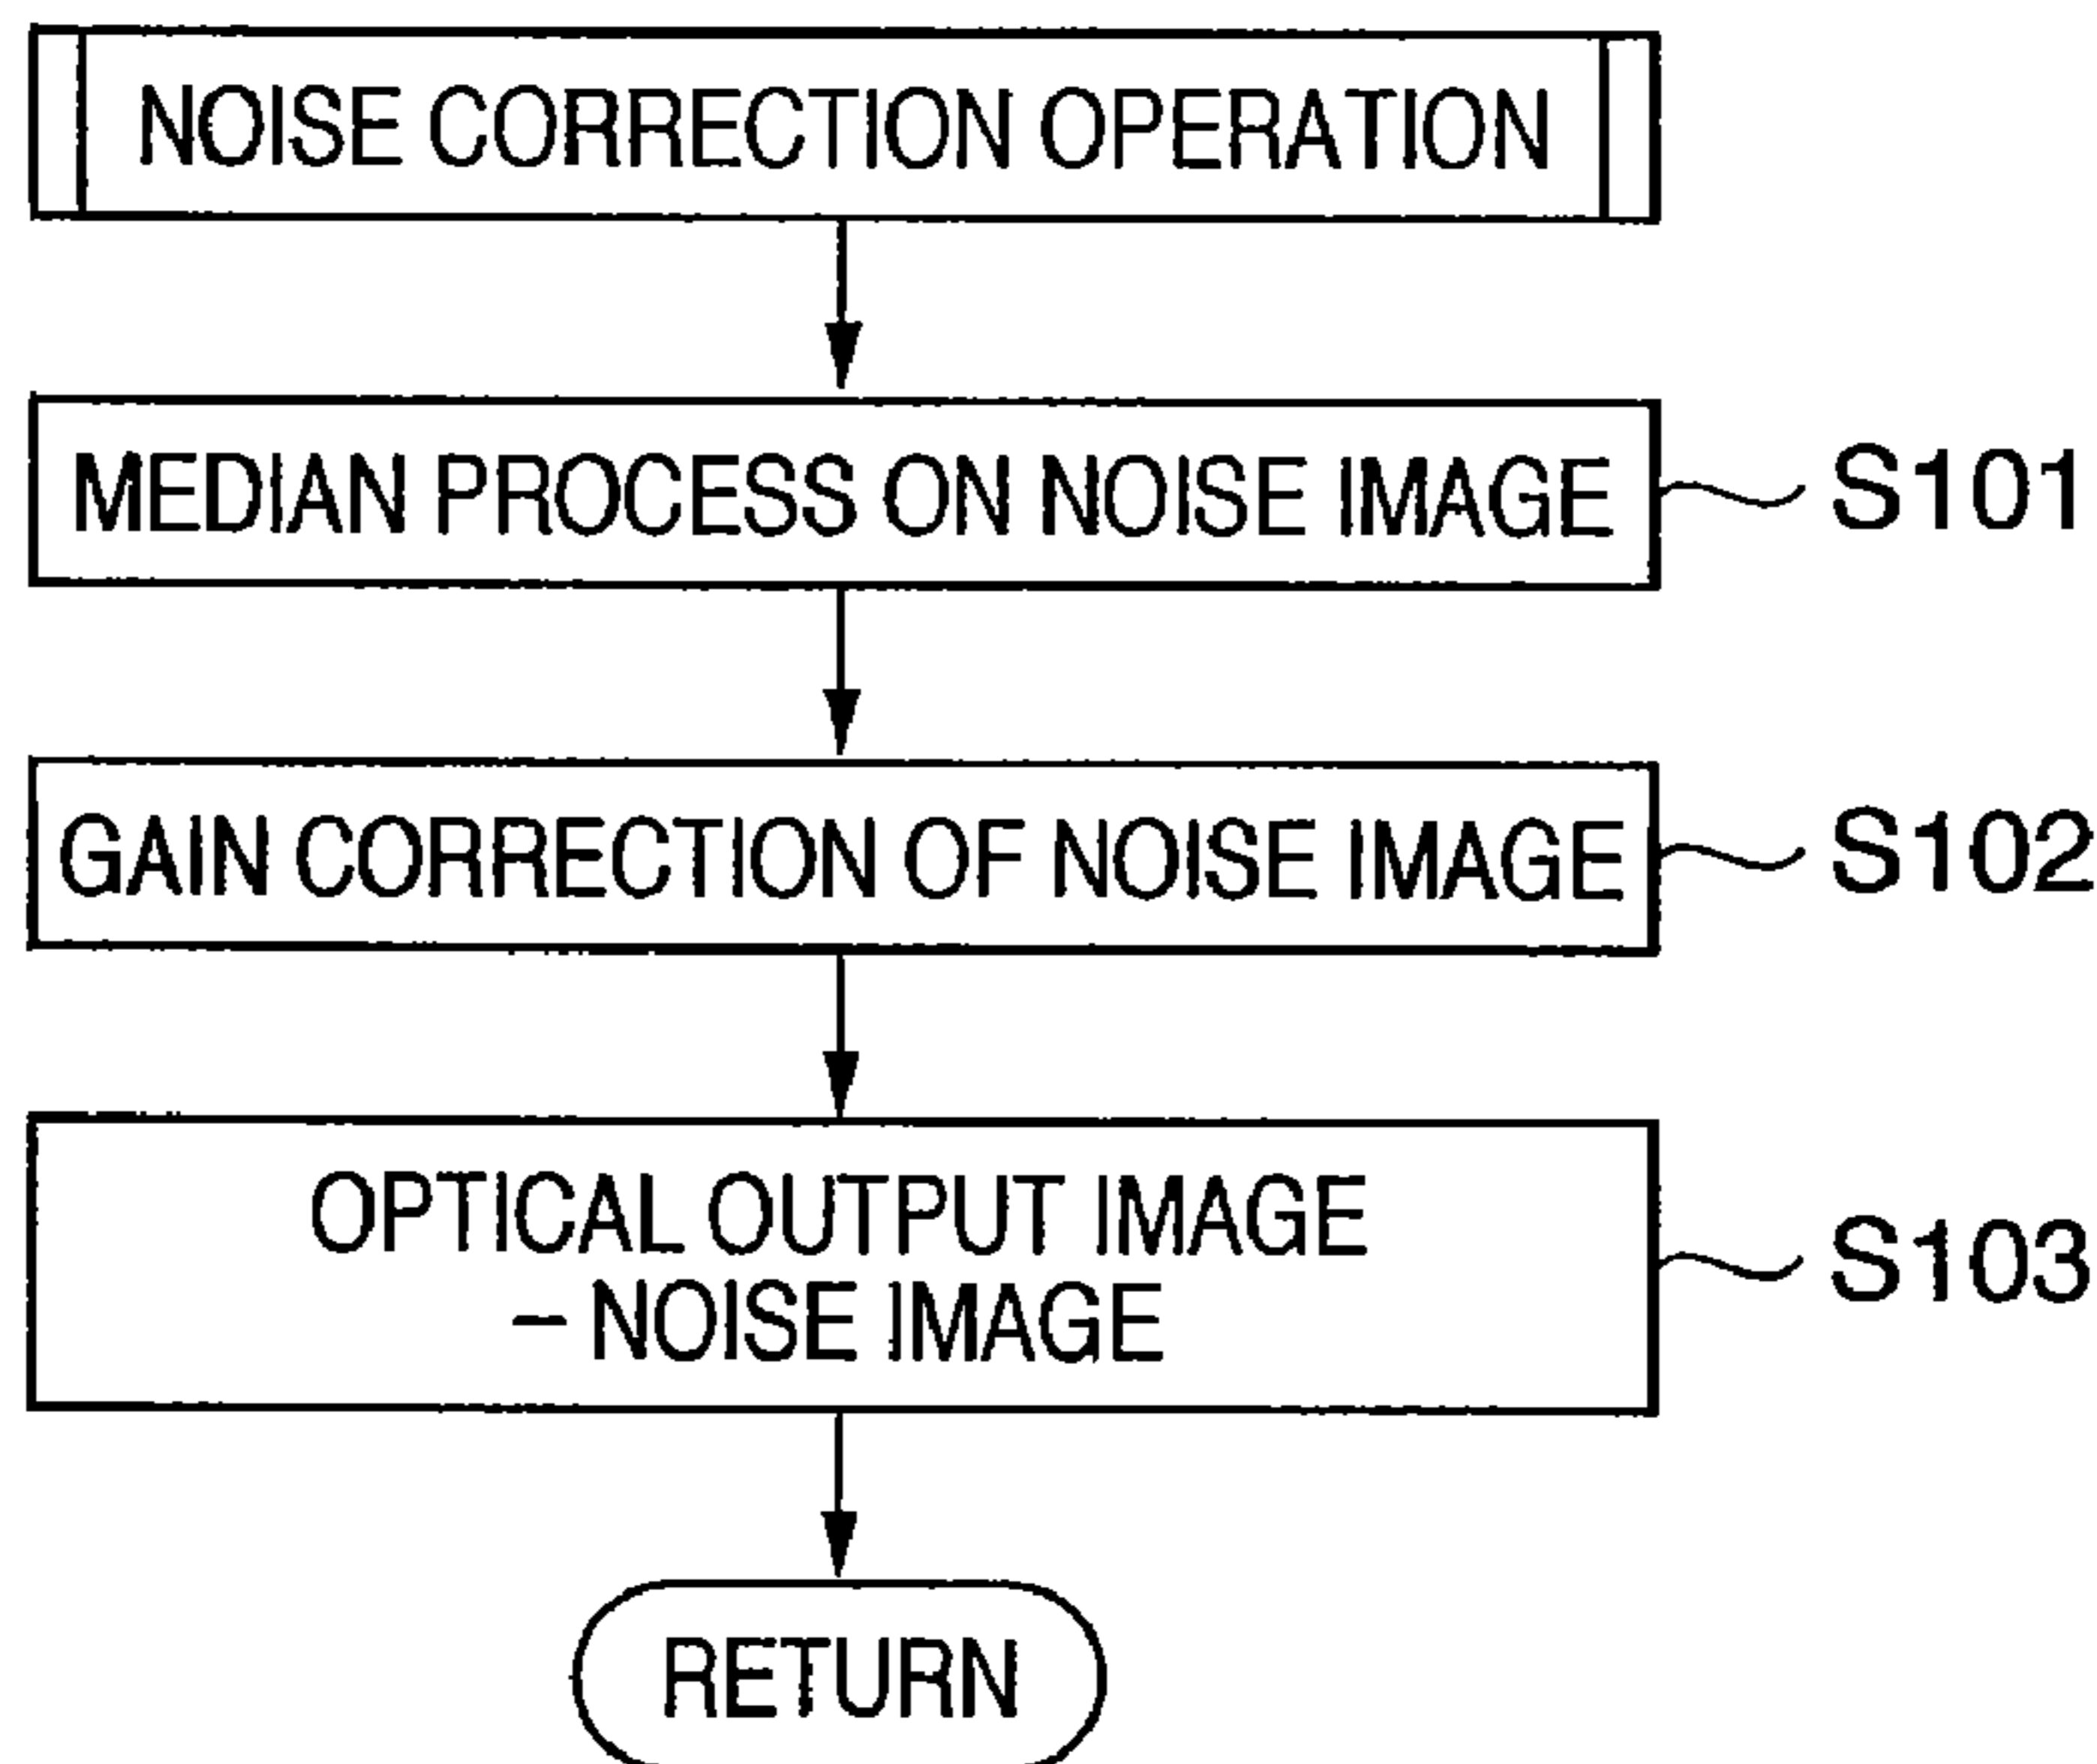 NOISE CORRECTION OPERATION
MEDIAN PROCESS ON NOISE IMAGE
S101
GAIN CORRECTION OF NOISE IMAGE
S102
OPTICAL OUTPUT IMAGE
– NOISE IMAGE
S103
RETURN